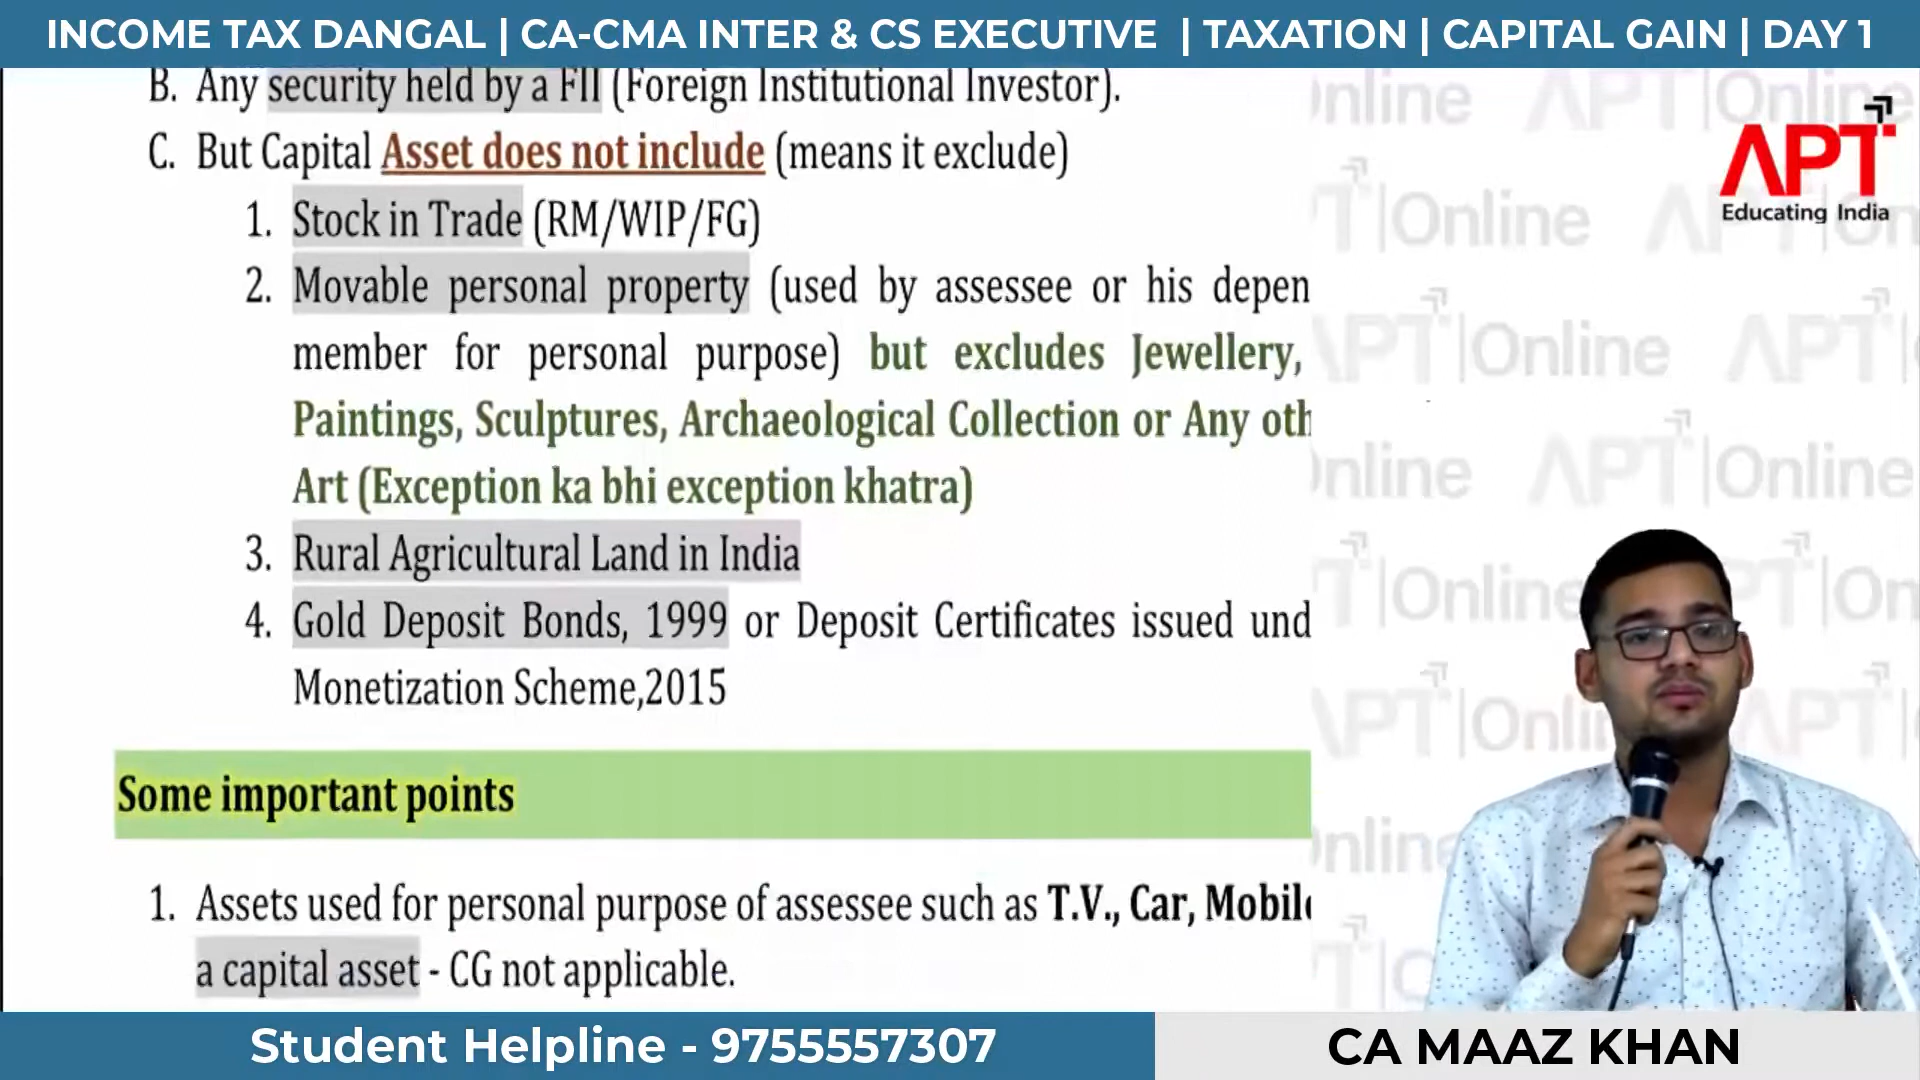 INCOME TAX DANGAL | CA-CMA INTER & CS EXECUTIVE | TAXATION | CAPITAL GAIN | DAY 1
B. Any security held by a FII (Foreign Institutional Investor).
C. But Capital Asset does not include (means it exclude)
1. Stock in Trade (RM/WIP/FG)
2. Movable personal property (used by assessee or his depen
member for personal purpose) but excludes Jewellery,
Paintings, Sculptures, Archaeological Collection or Any oth
Art (Exception ka bhi exception khatra)
3. Rural Agricultural Land in India
4. Gold Deposit Bonds, 1999 or Deposit Certificates issued und
Monetization Scheme,2015
Some important points
1. Assets used for personal purpose of assessee such as T.V., Car, Mobile
a capital asset - CG not applicable.
APT
Educating India
APT|Online
Student Helpline - 9755557307
CA MAAZ KHAN